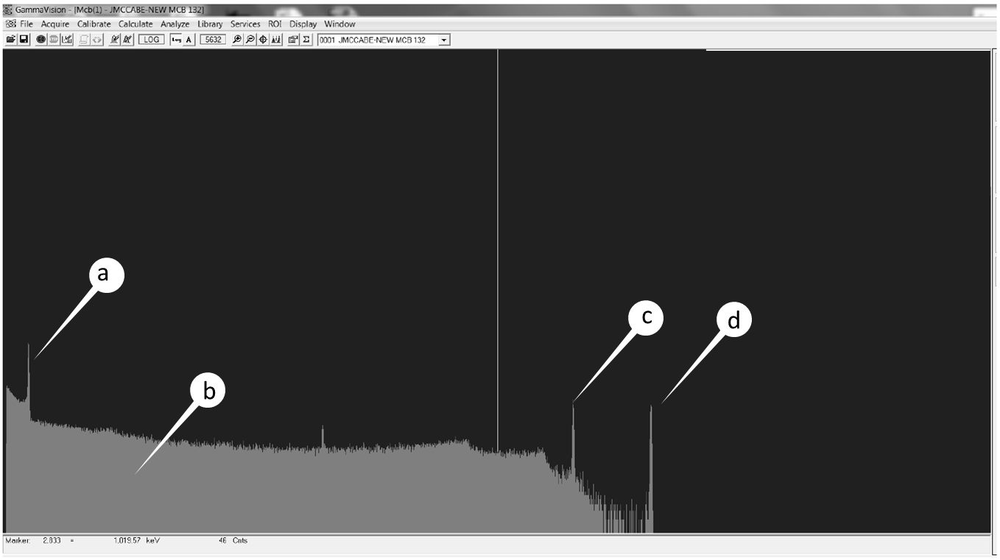 GammaVision - [Mcb(1) - JMCCABE-NEW MCB 132]
File Acquire Calibrate Calculate Analyze Library Services ROI Display Window
LOG Log A 5632 Σ 0001 JMCCABE-NEW MCB 132
a
c
d
b
Marker: 2,833 = 1,019.57 keV 46 Cnts